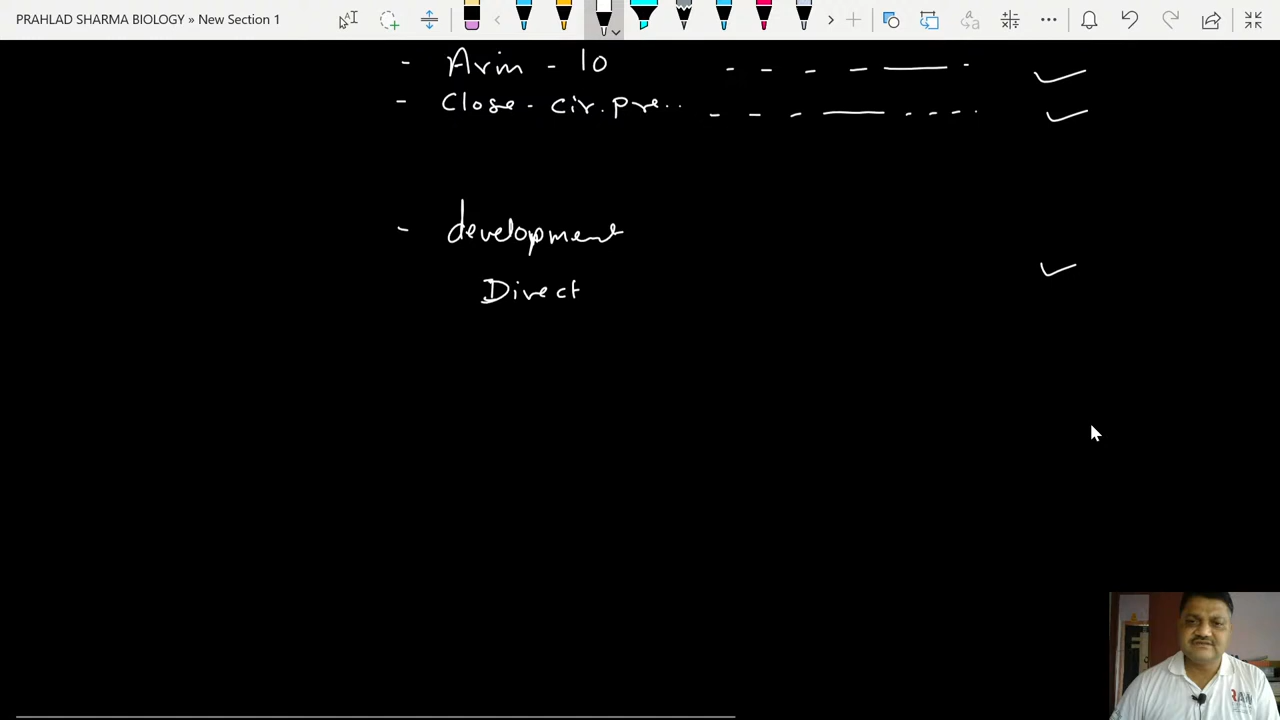 PRAHLAD SHARMA BIOLOGY » New Section 1
- Arm - 10 - - - - — - ✓
- Close - cir. pre.. - - - — - - - - ✓
- development
Direct ✓